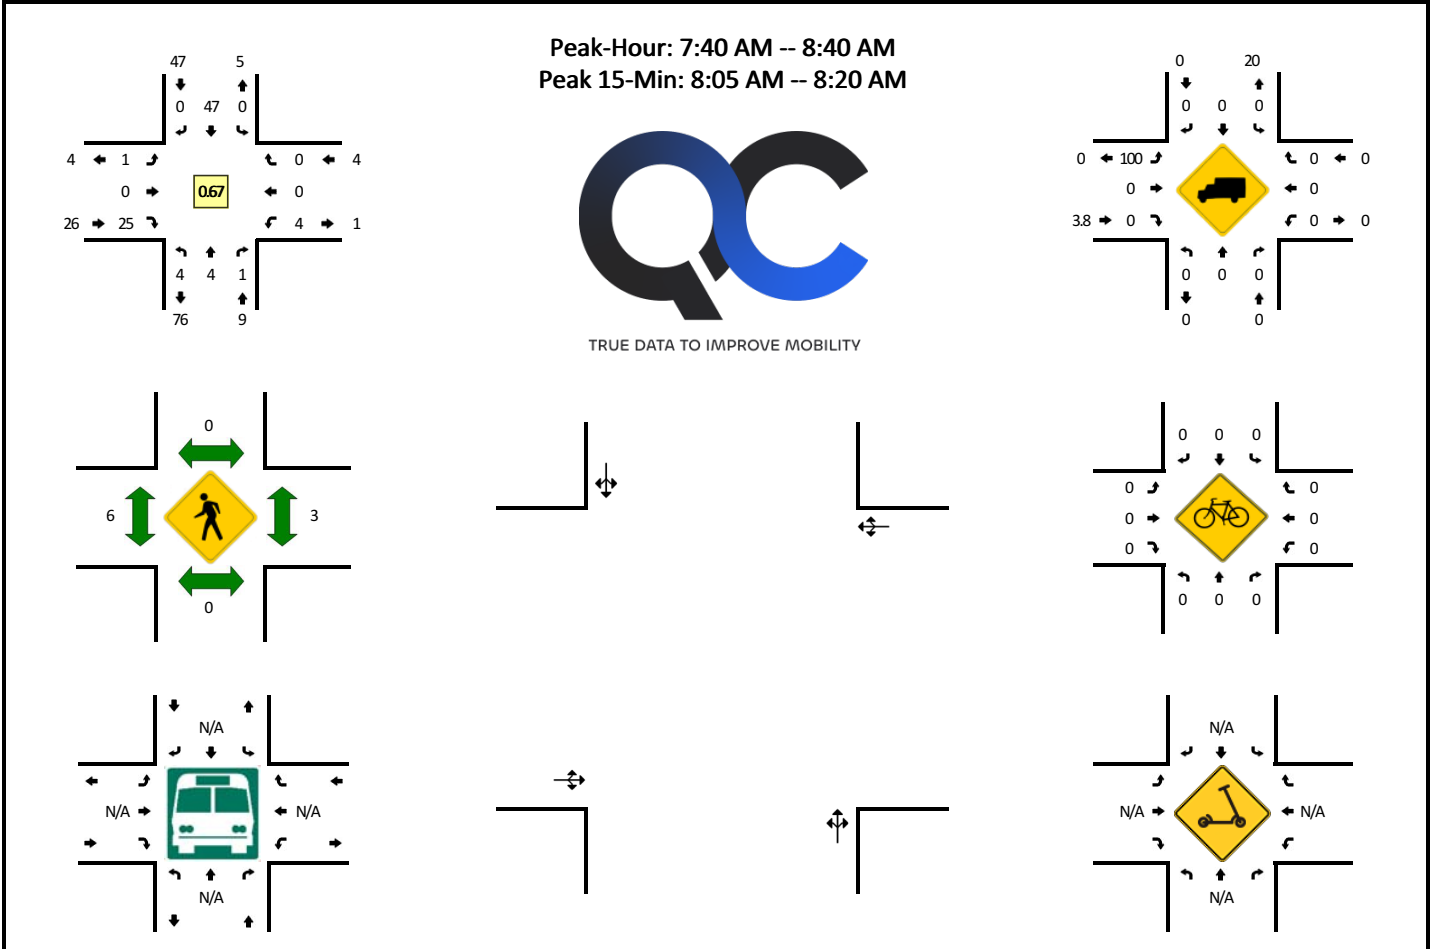 Peak-Hour: 7:40 AM -- 8:40 AM
Peak 15-Min: 8:05 AM -- 8:20 AM
47 5
0 47 0
4 1 0 4
0 0.67 0
26 25 4 1
4 4 1
76 9
QC
TRUE DATA TO IMPROVE MOBILITY
0 20
0 0 0
0 100 0 0
0 0
3.8 0 0 0
0 0 0
0 0
0
6 3
0
0 0 0
0 0
0 0
0 0
0 0 0
N/A
N/A N/A
N/A
N/A
N/A N/A
N/A